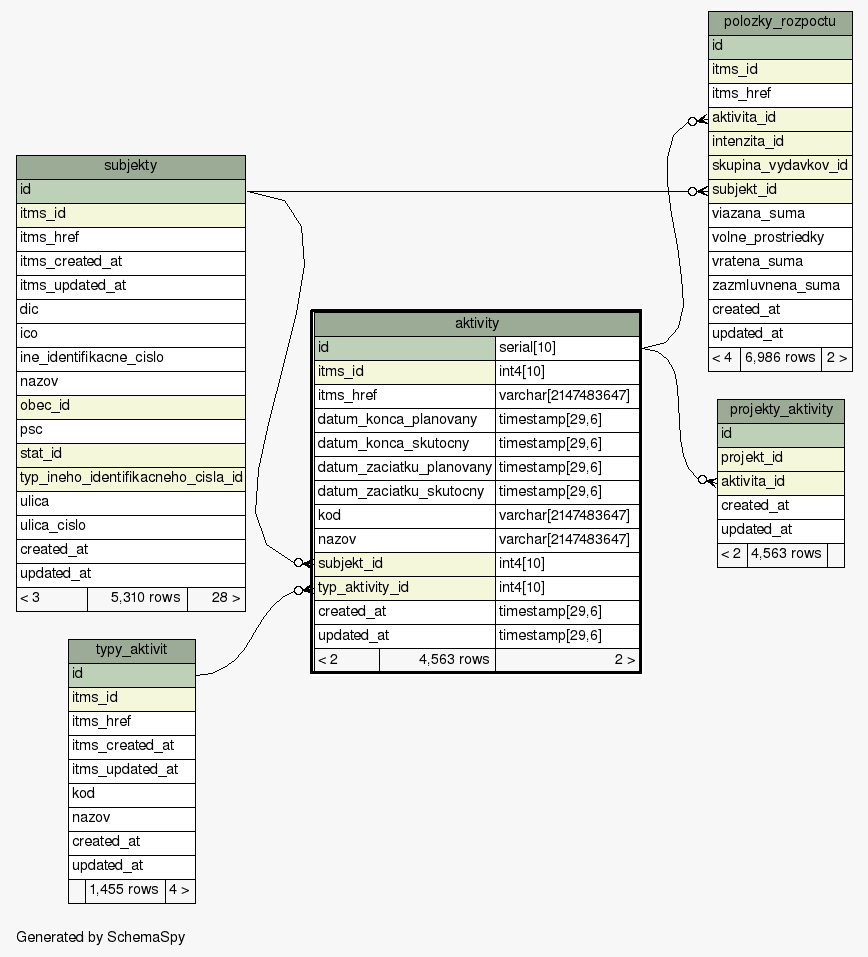 polozky_rozpoctu
id
itms_id
itms_href
aktivita_id
intenzita_id
skupina_vydavkov_id
subjekt_id
viazana_suma
volne_prostriedky
vratena_suma
zazmluvnena_suma
created_at
updated_at
< 4 6,986 rows 2 >
subjekty
id
itms_id
itms_href
itms_created_at
itms_updated_at
dic
ico
ine_identifikacne_cislo
nazov
obec_id
psc
stat_id
typ_ineho_identifikacneho_cisla_id
ulica
ulica_cislo
created_at
updated_at
< 3 5,310 rows 28 >
aktivity
id serial[10]
itms_id int4[10]
itms_href varchar[2147483647]
datum_konca_planovany timestamp[29,6]
datum_konca_skutocny timestamp[29,6]
datum_zaciatku_planovany timestamp[29,6]
datum_zaciatku_skutocny timestamp[29,6]
kod varchar[2147483647]
nazov varchar[2147483647]
subjekt_id int4[10]
typ_aktivity_id int4[10]
created_at timestamp[29,6]
updated_at timestamp[29,6]
< 2 4,563 rows 2 >
projekty_aktivity
id
projekt_id
aktivita_id
created_at
updated_at
< 2 4,563 rows
typy_aktivit
id
itms_id
itms_href
itms_created_at
itms_updated_at
kod
nazov
created_at
updated_at
1,455 rows 4 >
Generated by SchemaSpy